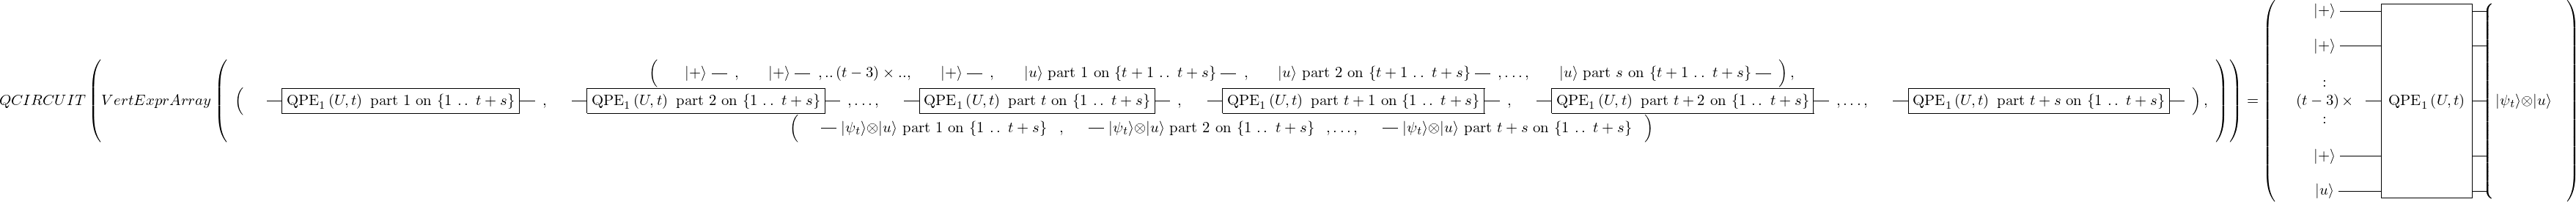 ( |+⟩ — , |+⟩ — , .. (t − 3) × .., |+⟩ — , |u⟩ part 1 on {t + 1 . . t + s} — , |u⟩ part 2 on {t + 1 . . t + s} — , . . . , |u⟩ part s on {t + 1 . . t + s} — ) ,
QCIRCUIT ( VertExprArray ( ( — QPE₁ (U, t) part 1 on {1 . . t + s} — , — QPE₁ (U, t) part 2 on {1 . . t + s} — , . . . , — QPE₁ (U, t) part t on {1 . . t + s} — , — QPE₁ (U, t) part t + 1 on {1 . . t + s} — , — QPE₁ (U, t) part t + 2 on {1 . . t + s} — , . . . , — QPE₁ (U, t) part t + s on {1 . . t + s} — ) ,
( — |ψₜ⟩⊗|u⟩ part 1 on {1 . . t + s} , — |ψₜ⟩⊗|u⟩ part 2 on {1 . . t + s} , . . . , — |ψₜ⟩⊗|u⟩ part t + s on {1 . . t + s} ) ) ) = (
|+⟩
|+⟩
:
(t − 3) × — QPE₁ (U, t) — |ψₜ⟩⊗|u⟩ )
:
|+⟩
|u⟩